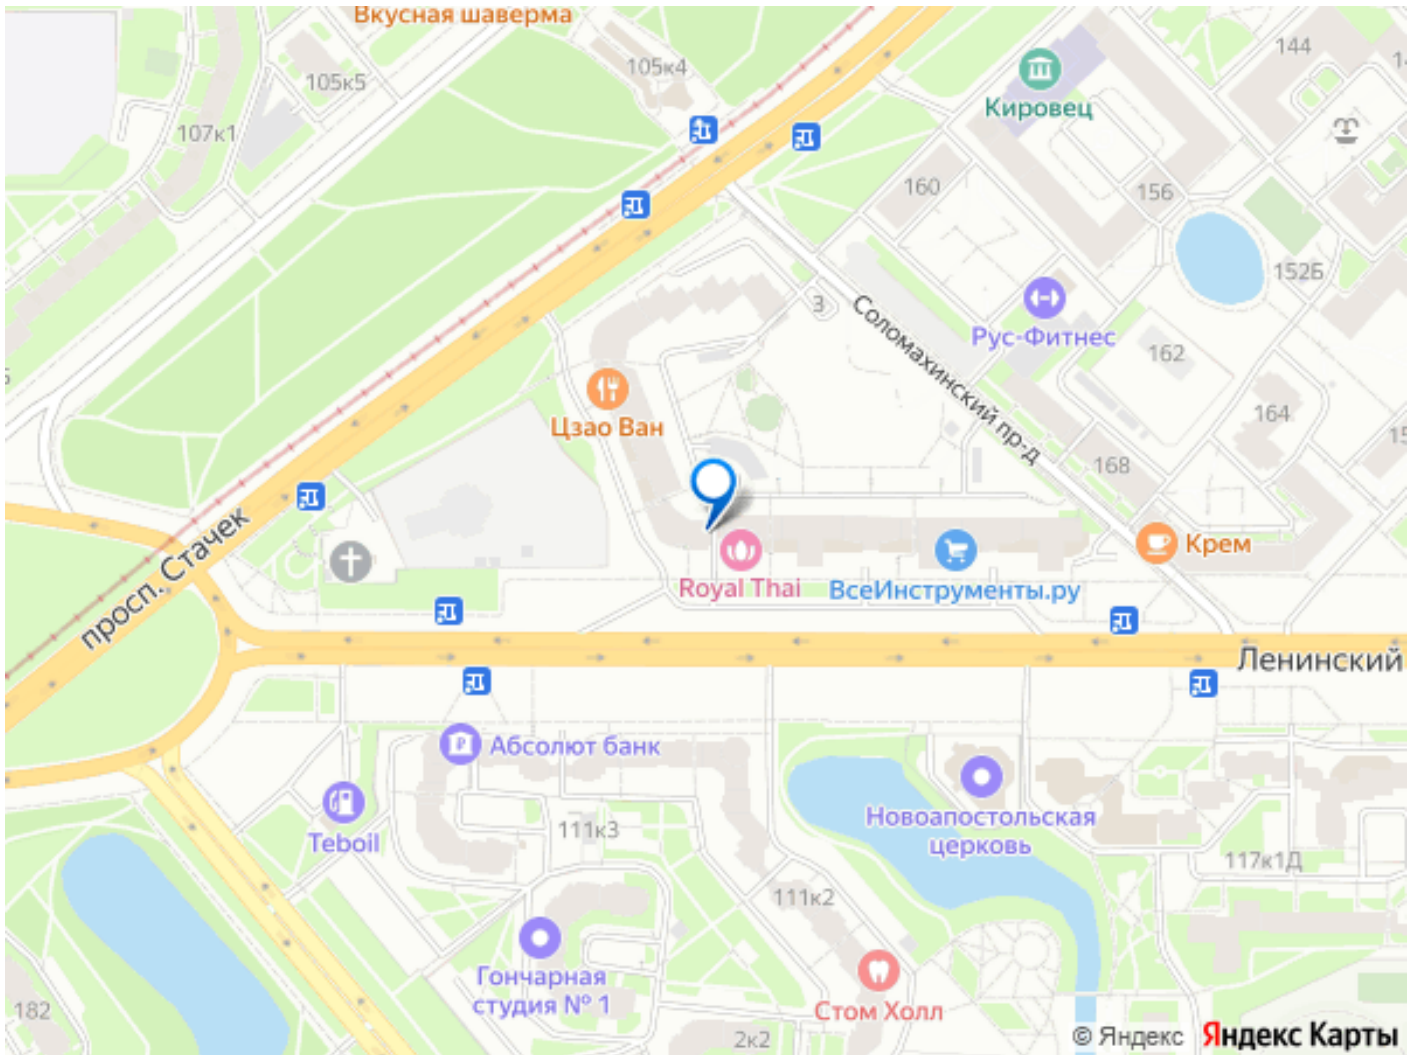 Вкусная шаверма
144
105к4
105к5
Кировец
107к1
160
156
152Б
3
Соломахинский пр-д
Рус-Фитнес
162
164
Цзао Ван
168
просп. Стачек
Крем
Royal Thai
ВсеИнструменты.ру
Ленинский
Абсолют банк
Новоапостольская
церковь
Teboil
111к3
117к1Д
111к2
Гончарная
студия № 1
Стом Холл
182
2к2
© Яндекс Яндекс Карты